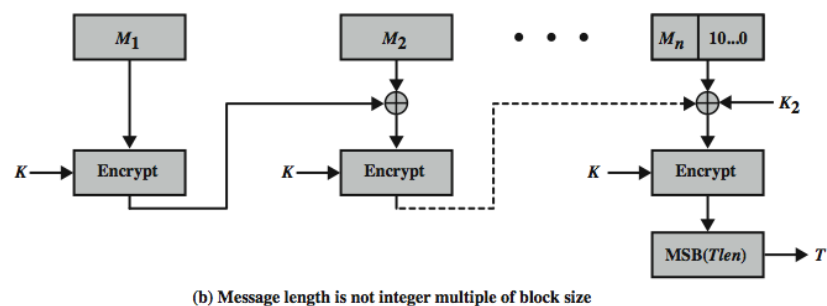 M1 M2 • • • Mn 10...0
K2
K Encrypt K Encrypt K Encrypt
MSB(Tlen) T
(b) Message length is not integer multiple of block size